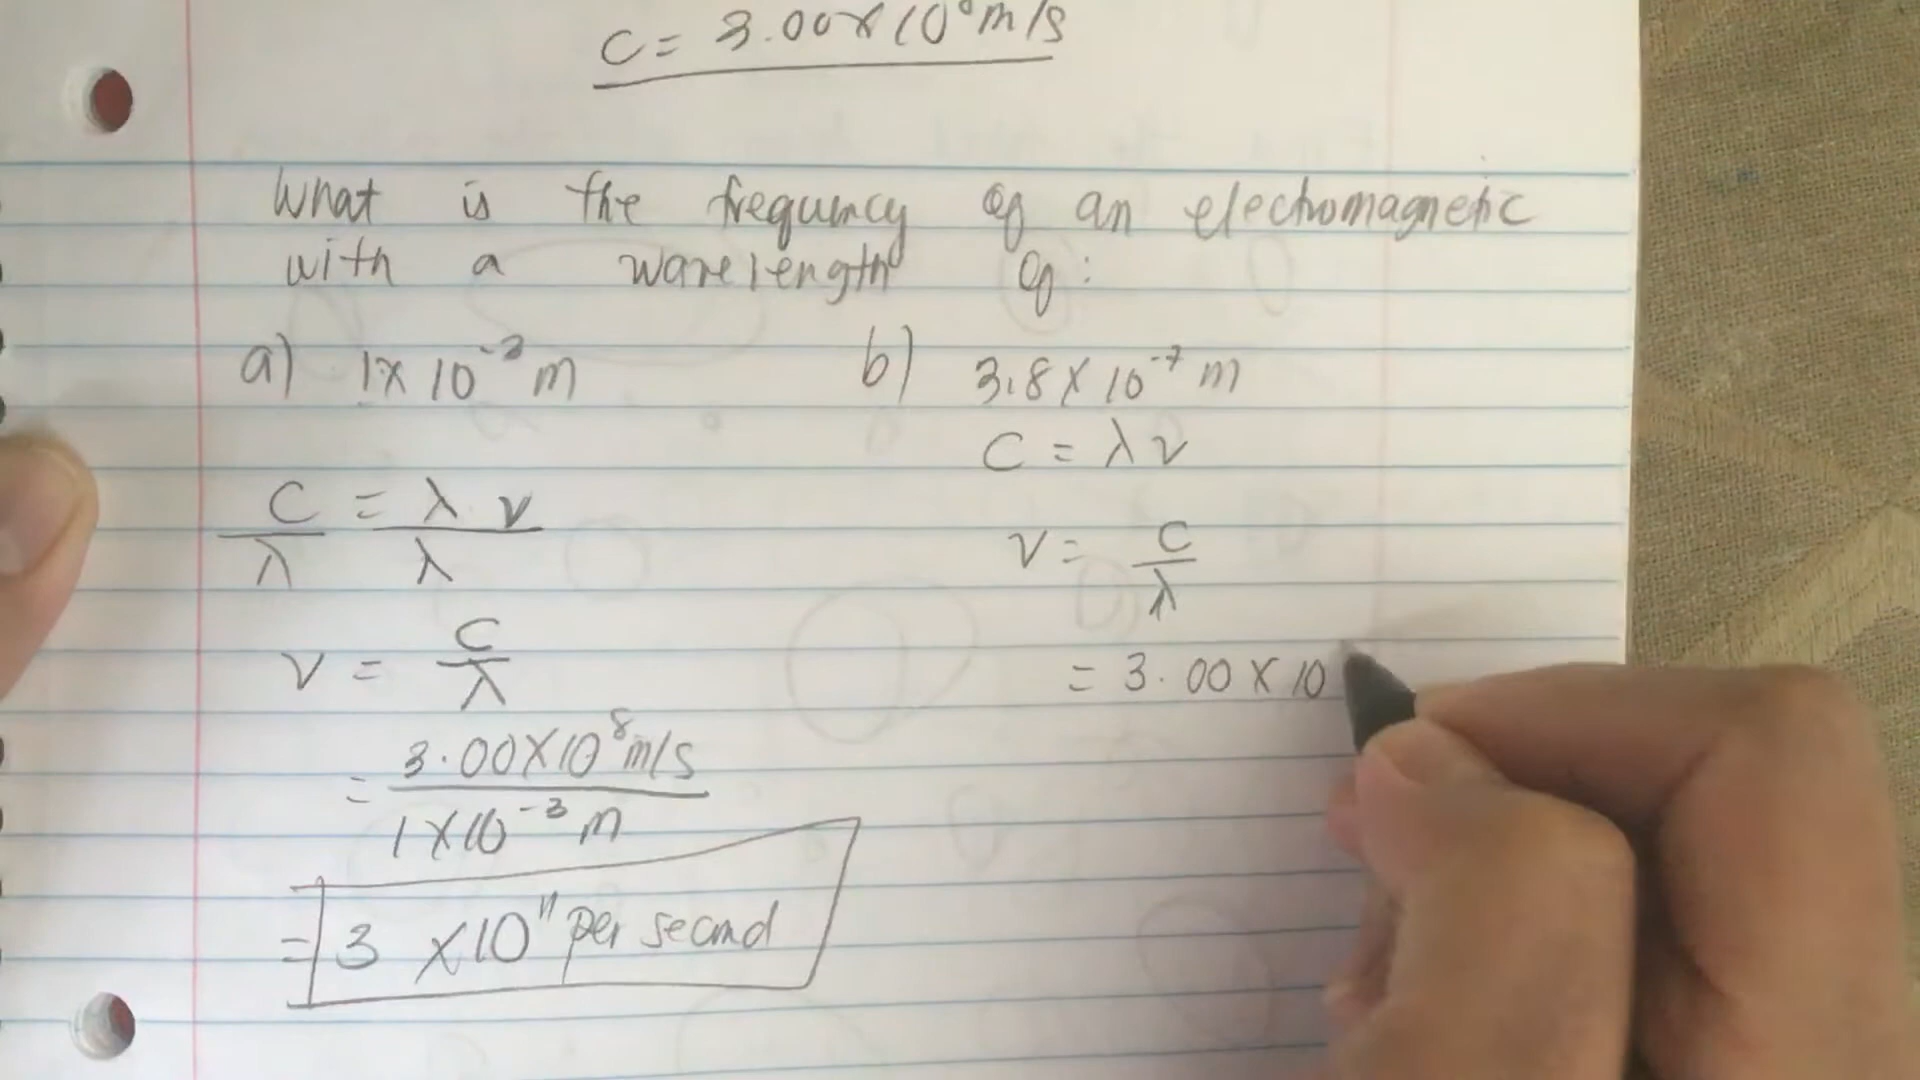 C = 3.00 x 10⁸ m/s
What is the frequency of an electromagnetic
with a wavelength of:
a) 1 x 10⁻³ m
b) 3.8 x 10⁻⁷ m
C/λ = λν/λ
ν = C/λ
= 3.00 x 10⁸ m/s / 1 x 10⁻³ m
= 3 x 10¹¹ per second
C = λν
ν = C/λ
= 3.00 x 10